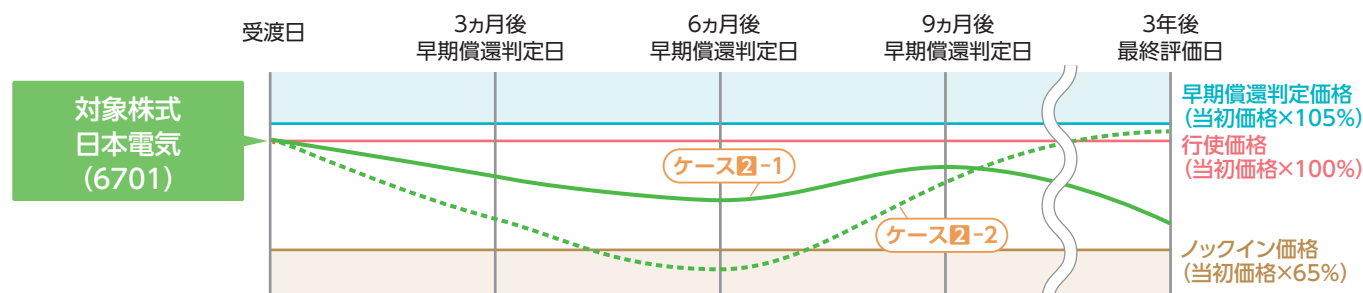 受渡日
3ヵ月後
早期償還判定日
6ヵ月後
早期償還判定日
9ヵ月後
早期償還判定日
3年後
最終評価日
対象株式
日本電気
(6701)
早期償還判定価格
(当初価格×105%)
行使価格
(当初価格×100%)
ケース2-1
ケース2-2
ノックイン価格
(当初価格×65%)